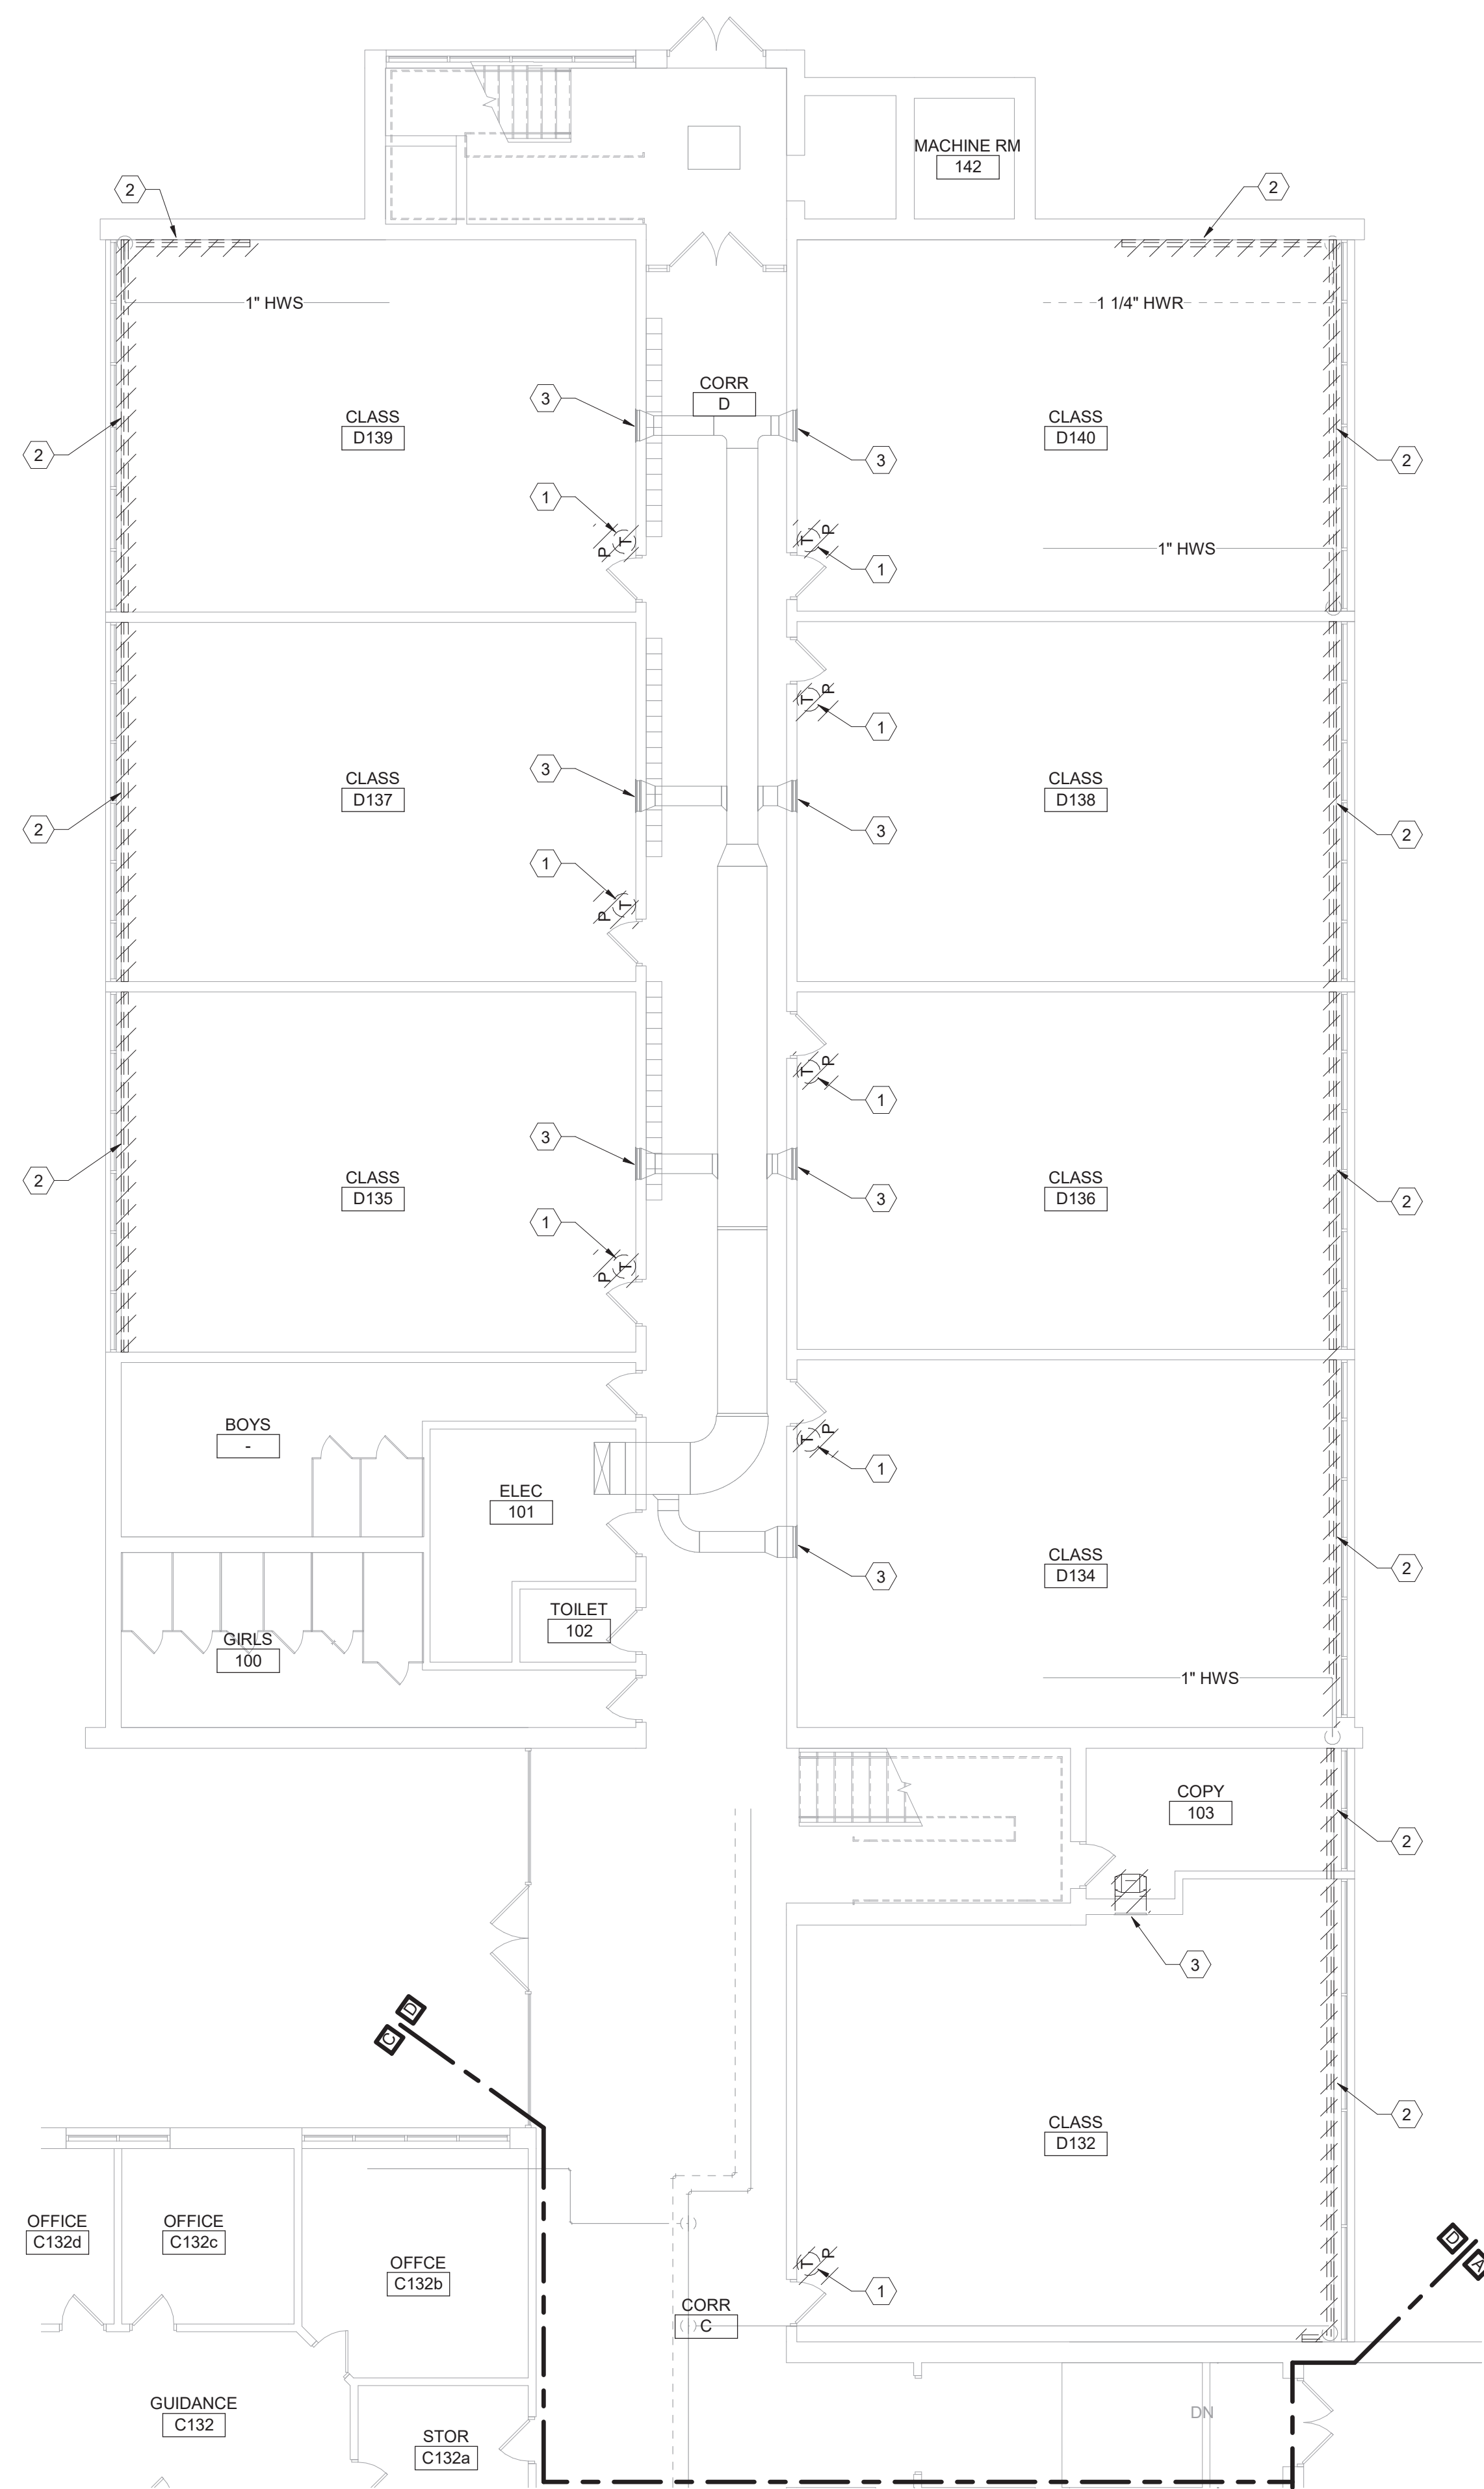 MACHINE RM
142
2
2
1" HWS
1 1/4" HWR
CORR
D
3
CLASS
D139
CLASS
D140
2
3
2
1
T
P
T
P
1" HWS
1
T
P
1
3
CLASS
D137
CLASS
D138
2
3
2
1
T
P
T
P
1
3
CLASS
D135
CLASS
D136
2
3
2
1
T
P
BOYS
-
T
P
1
ELEC
101
CLASS
D134
3
2
TOILET
102
GIRLS
100
1" HWS
COPY
103
2
3
D
C
CLASS
D132
2
OFFICE
C132d
OFFICE
C132c
OFFCE
C132b
D
A
T
P
1
CORR
C
GUIDANCE
C132
DN
STOR
C132a